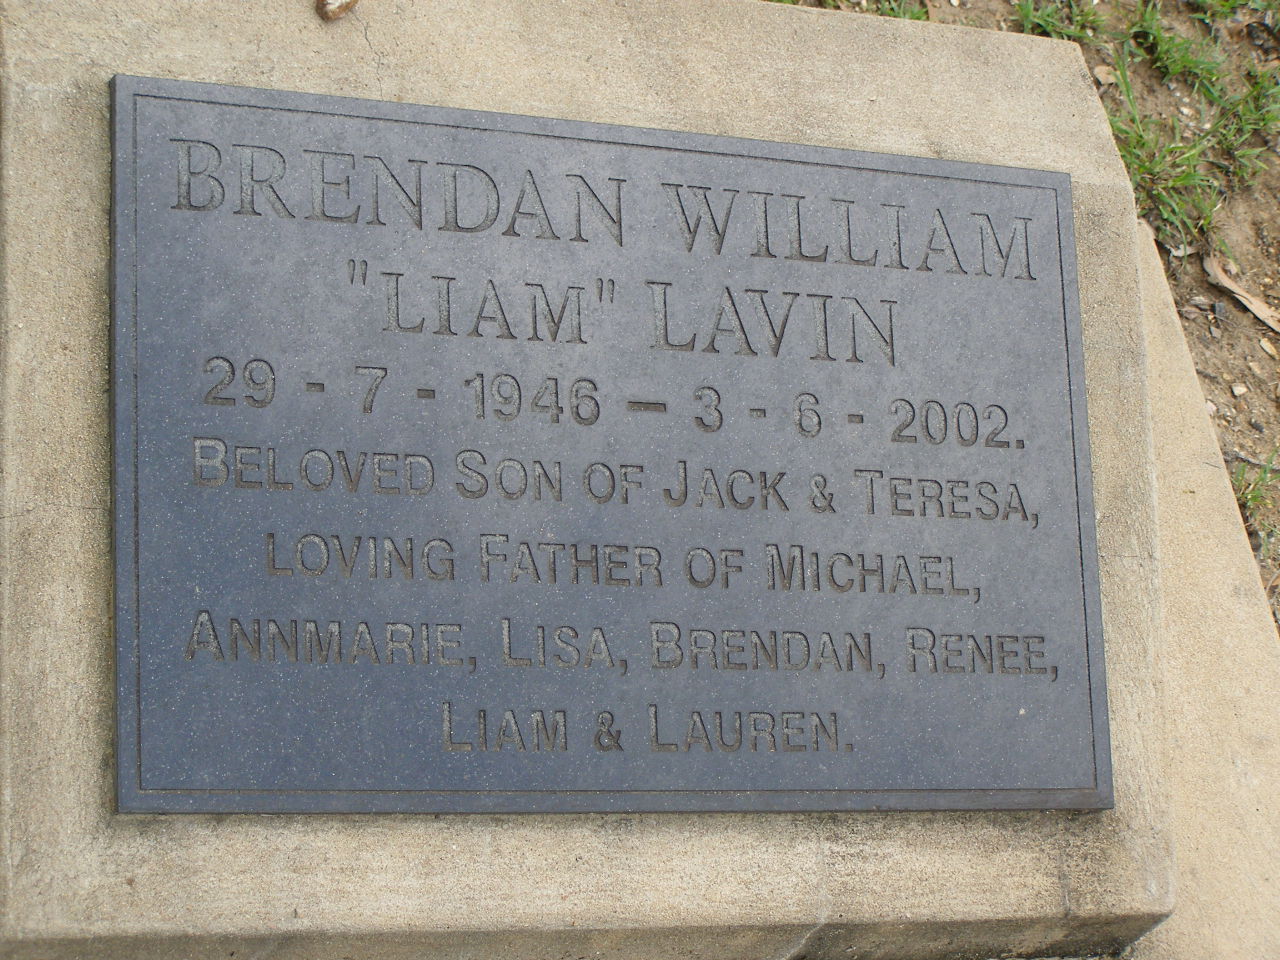 BRENDAN WILLIAM
"LIAM" LAVIN
29 - 7 - 1946 – 3 - 6 - 2002.
BELOVED SON OF JACK & TERESA,
LOVING FATHER OF MICHAEL,
ANNMARIE, LISA, BRENDAN, RENEE,
LIAM & LAUREN.